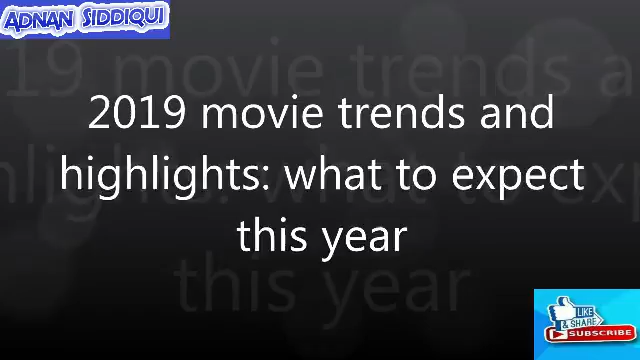 ADNAN SIDDIQUI
2019 movie trends and
highlights: what to expect
this year
LIKE
& SHARE
SUBSCRIBE